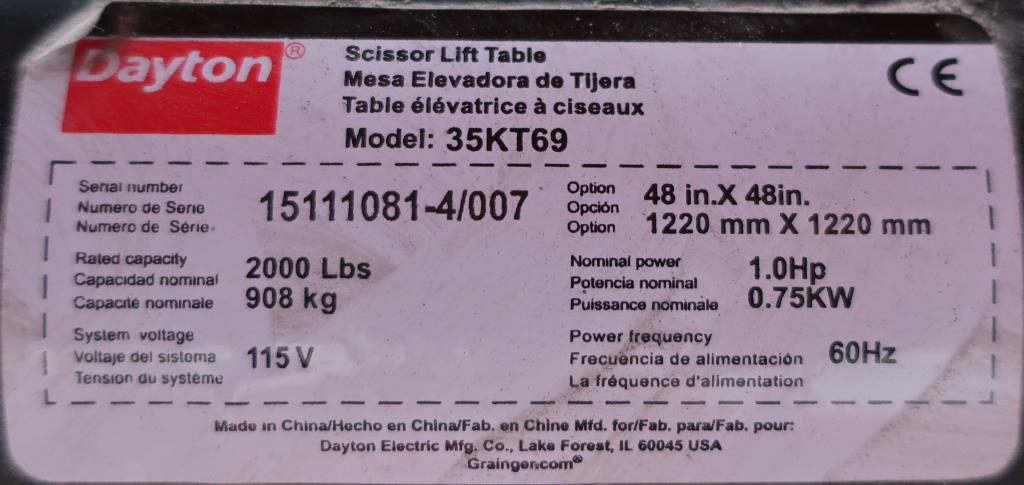 Dayton®
Scissor Lift Table
Mesa Elevadora de Tijera
Table élévatrice à ciseaux
Model: 35KT69
CE
Serial number
Numero de Serie
Numero de Série
15111081-4/007
Option
Opción
Option
48 in.X 48in.
1220 mm X 1220 mm
Rated capacity
Capacidad nominal
Capacité nominale
2000 Lbs
908 kg
Nominal power
Potencia nominal
Puissance nominale
1.0Hp
0.75KW
System voltage
Voltaje del sistoma
Tension du système
115 V
Power frequency
Frecuencia de alimentación
La fréquence d'alimentation
60Hz
Made in China/Hecho en China/Fab. en Chine Mfd. for/Fab. para/Fab. pour:
Dayton Electric Mfg. Co., Lake Forest, IL 60045 USA
Grainger.com®